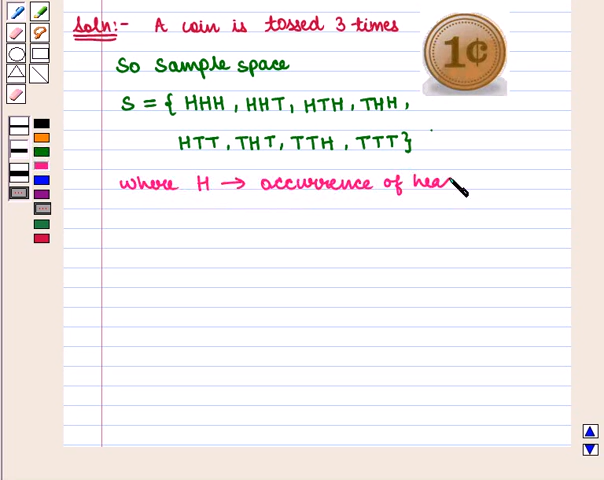 Soln:- A coin is tossed 3 times
1¢
So sample space
S = { HHH , HHT , HTH , THH ,
HTT , THT , TTH , TTT }
where H → occurrence of hea